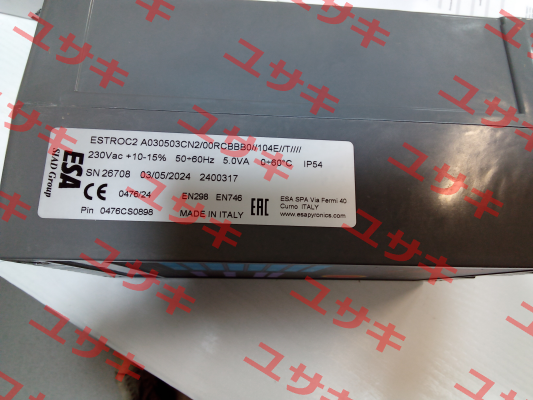 ESTROC2 A030503CN2/00RCBBB0//104E//T////
230Vac +10-15% 50÷60Hz 5.0VA 0÷60°C IP54
SN 26708 03/05/2024 2400317
ESA
SIAD Group
CE 0476/24 EN298 EN746 EAC
ESA SPA Via Fermi 40
Curno ITALY
www.esapyronics.com
Pin 0476CS0898 MADE IN ITALY
ユサキ
ユサキ
ユサキ
ユサキ
ユサキ
ユサキ
ユサキ
ユサキ
ユサキ
ユサキ
ユサキ